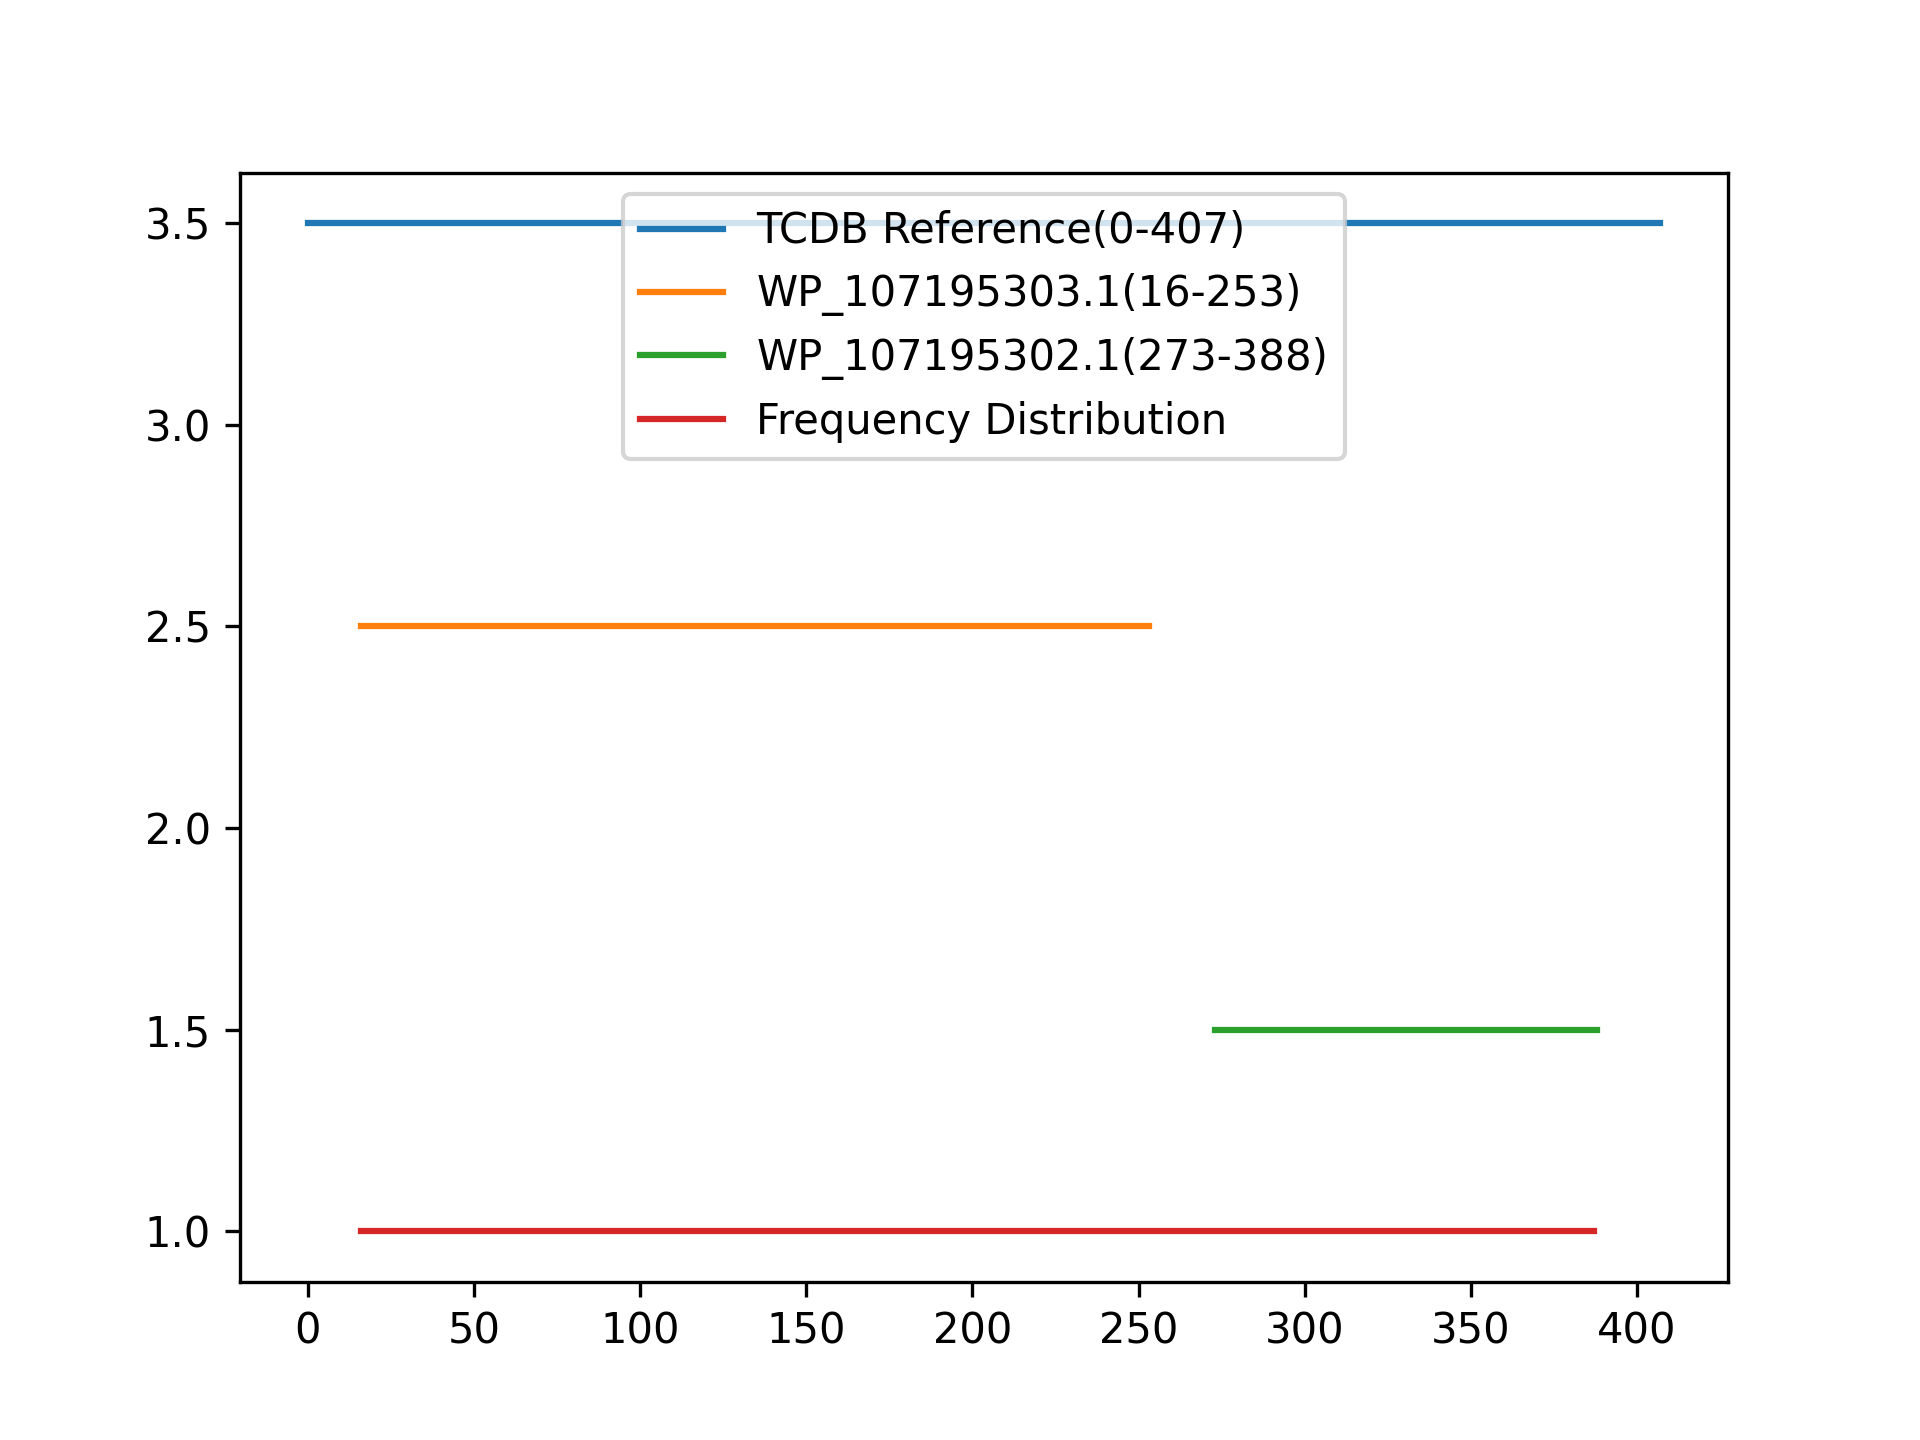 3.5
3.0
2.5
2.0
1.5
1.0
TCDB Reference(0-407)
WP_107195303.1(16-253)
WP_107195302.1(273-388)
Frequency Distribution
0 50 100 150 200 250 300 350 400